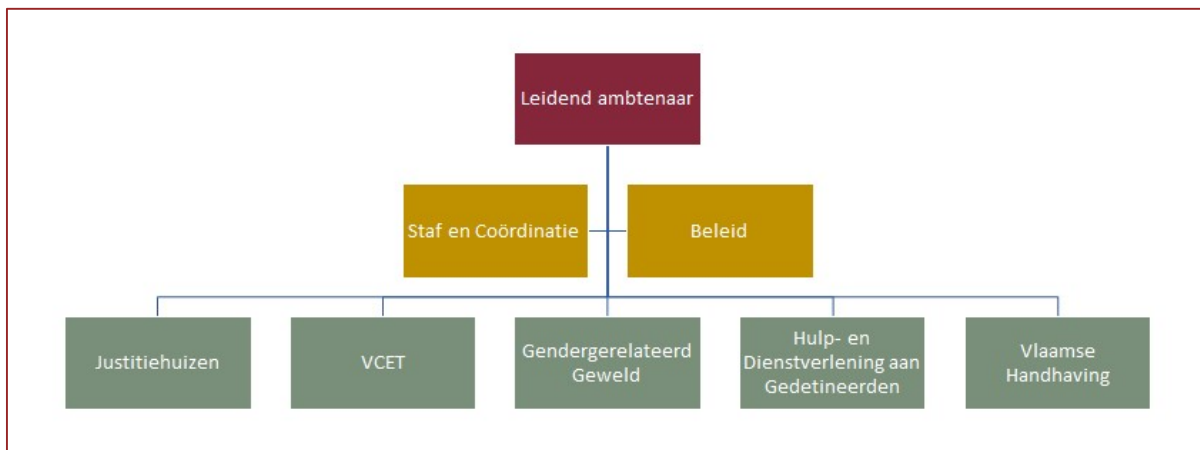 Leidend ambtenaar
Staf en Coördinatie
Beleid
Justitiehuizen
VCET
Gendergerelateerd
Geweld
Hulp- en
Dienstverlening aan
Gedetineerden
Vlaamse
Handhaving